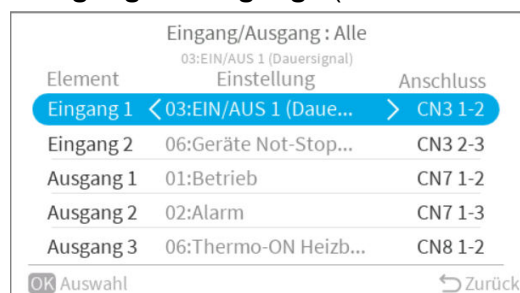 Eingang/Ausgang : Alle
03:EIN/AUS 1 (Dauersignal)
Element Einstellung Anschluss
Eingang 1 03:EIN/AUS 1 (Daue... CN3 1-2
Eingang 2 06:Geräte Not-Stop... CN3 2-3
Ausgang 1 01:Betrieb CN7 1-2
Ausgang 2 02:Alarm CN7 1-3
Ausgang 3 06:Thermo-ON Heizb... CN8 1-2
OK Auswahl Zurück